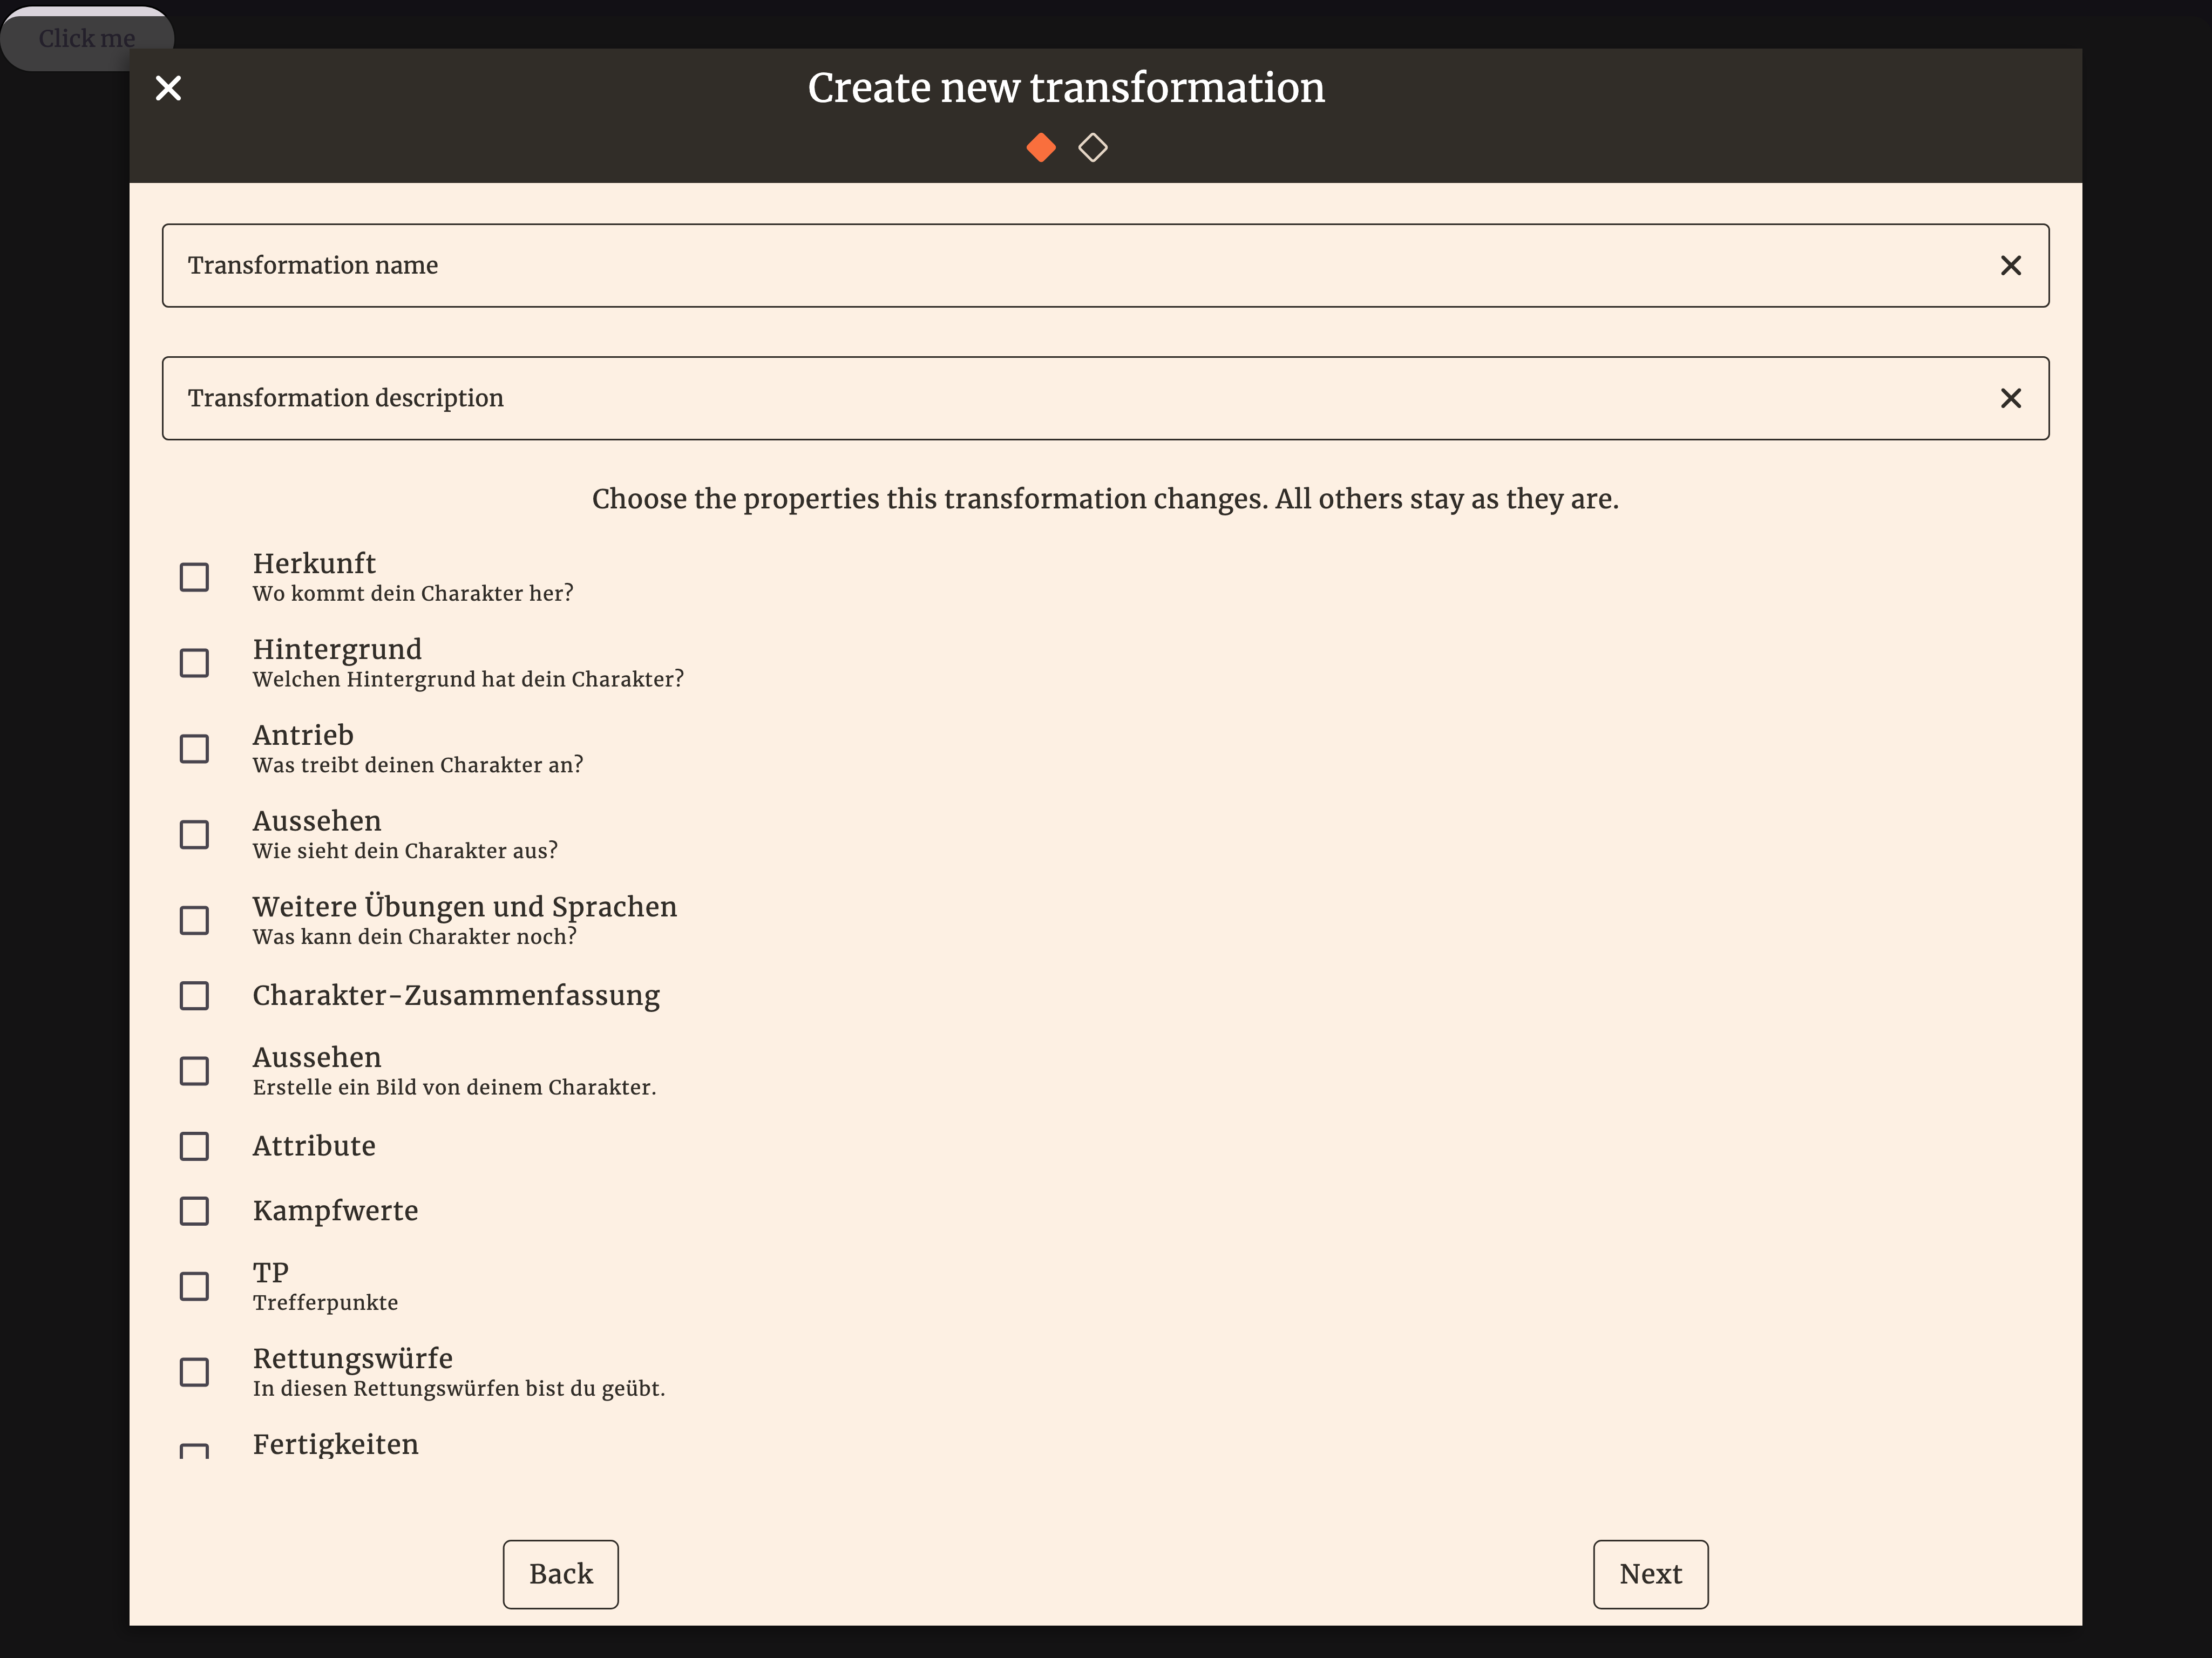 Click me
Create new transformation
Transformation name
Transformation description
Choose the properties this transformation changes. All others stay as they are.
Herkunft
Wo kommt dein Charakter her?
Hintergrund
Welchen Hintergrund hat dein Charakter?
Antrieb
Was treibt deinen Charakter an?
Aussehen
Wie sieht dein Charakter aus?
Weitere Übungen und Sprachen
Was kann dein Charakter noch?
Charakter-Zusammenfassung
Aussehen
Erstelle ein Bild von deinem Charakter.
Attribute
Kampfwerte
TP
Trefferpunkte
Rettungswürfe
In diesen Rettungswürfen bist du geübt.
Fertigkeiten
Back
Next